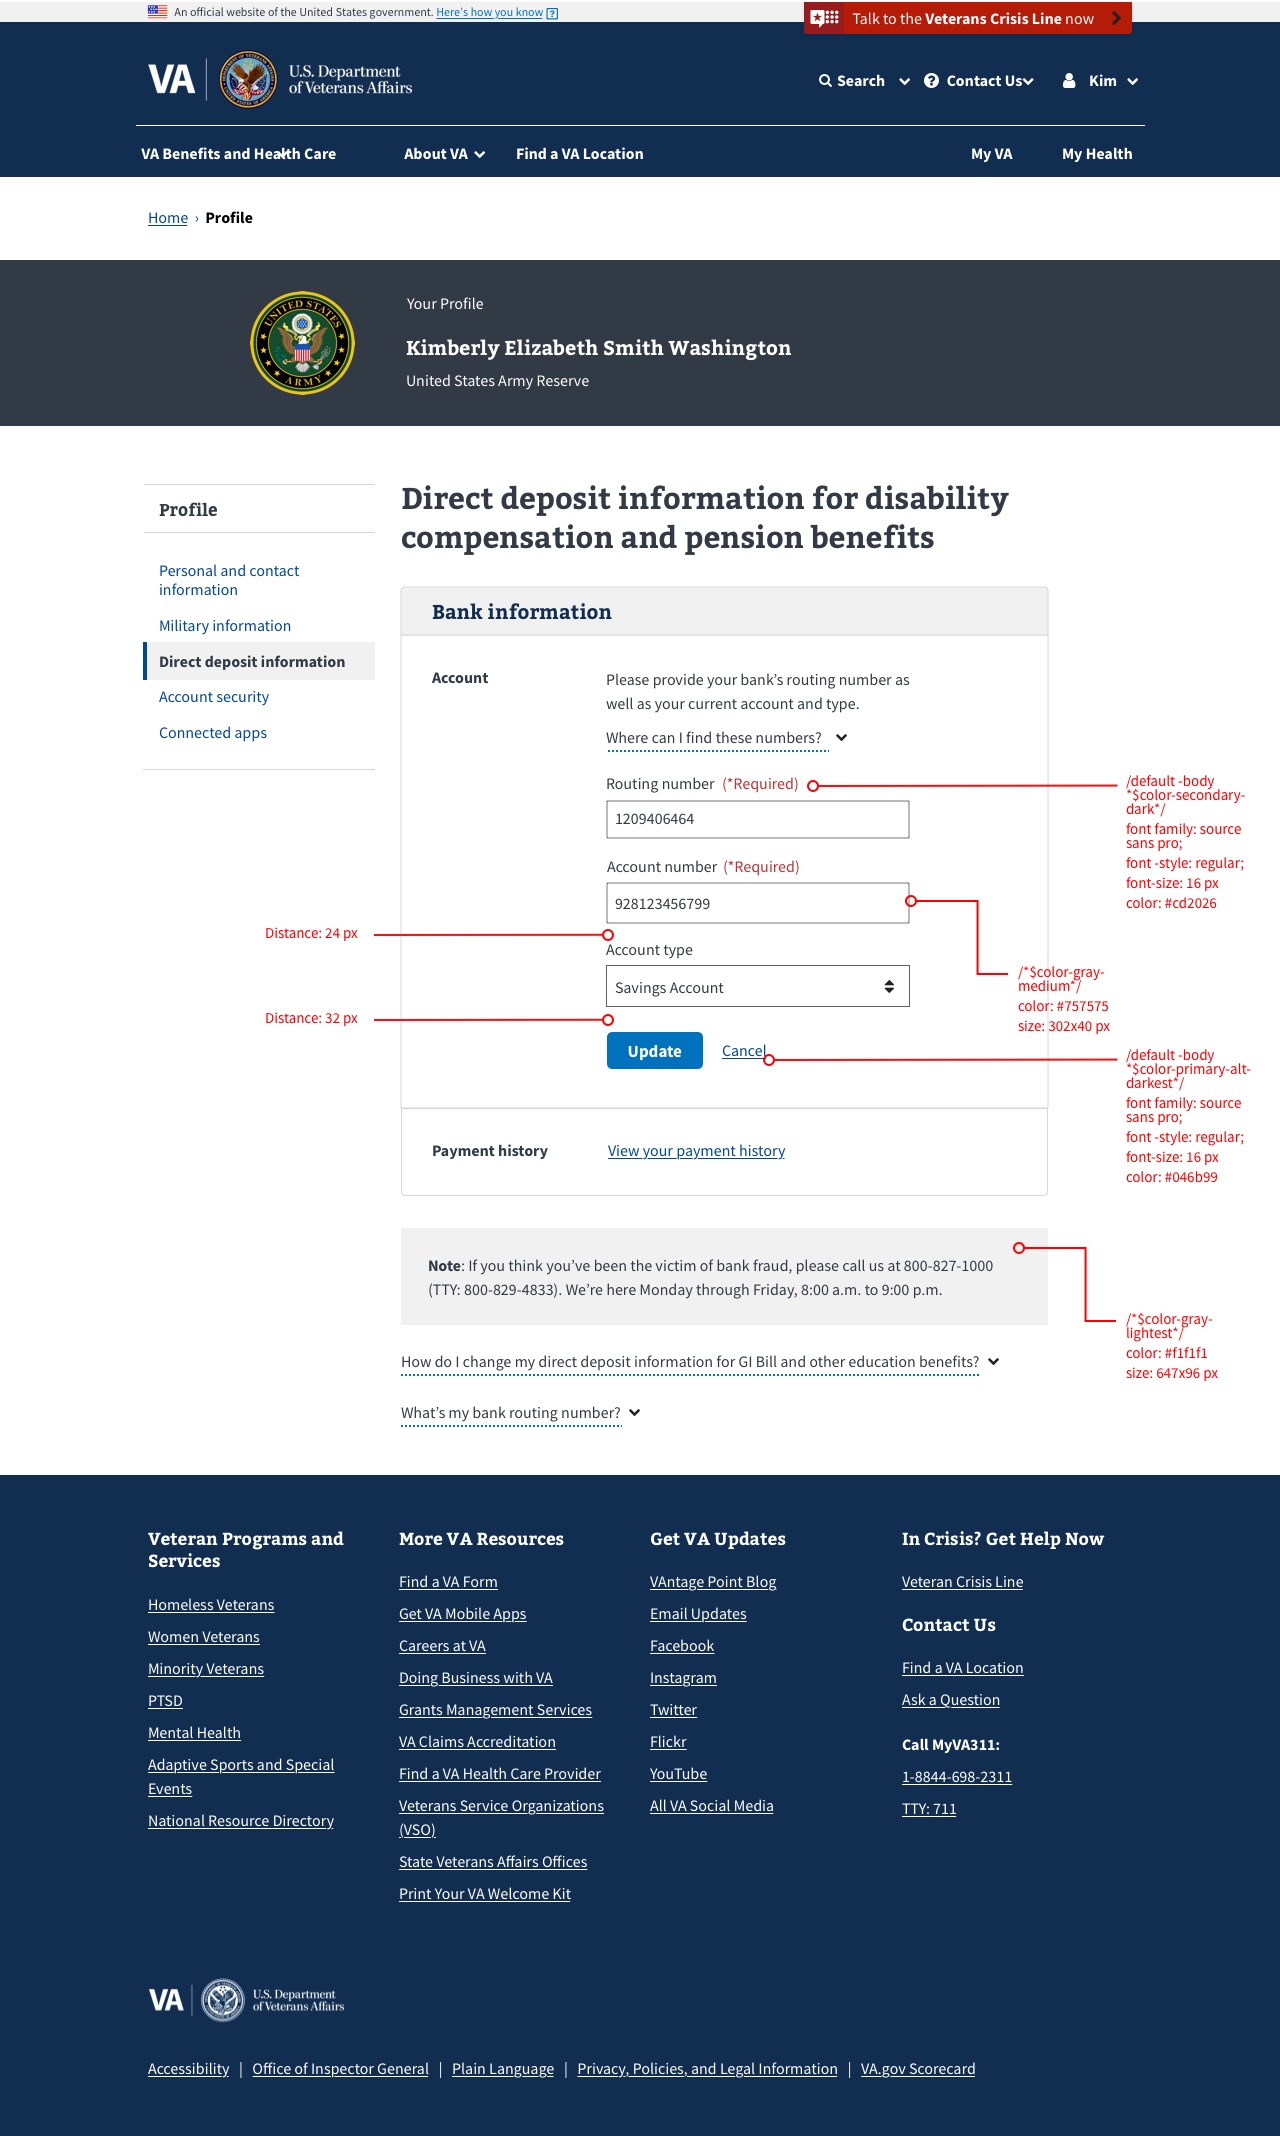 An official website of the United States government. Here's how you know
Talk to the Veterans Crisis Line now
VA
U.S. Department
of Veterans Affairs
Search
Contact Us
Kim
VA Benefits and Health Care
About VA
Find a VA Location
My VA
My Health
Home › Profile
UNITED STATES
ARMY
Your Profile
Kimberly Elizabeth Smith Washington
United States Army Reserve
Profile
Personal and contact
information
Military information
Direct deposit information
Account security
Connected apps
Direct deposit information for disability
compensation and pension benefits
Bank information
Account
Please provide your bank's routing number as
well as your current account and type.
Where can I find these numbers?
Routing number (*Required)
1209406464
Account number (*Required)
928123456799
Account type
Savings Account
Update
Cancel
Payment history
View your payment history
Distance: 24 px
Distance: 32 px
/default -body
*$color-secondary-
dark*/
font family: source
sans pro;
font -style: regular;
font-size: 16 px
color: #cd2026
/*$color-gray-
medium*/
color: #757575
size: 302x40 px
/default -body
*$color-primary-alt-
darkest*/
font family: source
sans pro;
font -style: regular;
font-size: 16 px
color: #046b99
Note: If you think you've been the victim of bank fraud, please call us at 800-827-1000
(TTY: 800-829-4833). We're here Monday through Friday, 8:00 a.m. to 9:00 p.m.
/*$color-gray-
lightest*/
color: #f1f1f1
size: 647x96 px
How do I change my direct deposit information for GI Bill and other education benefits?
What's my bank routing number?
Veteran Programs and
Services
Homeless Veterans
Women Veterans
Minority Veterans
PTSD
Mental Health
Adaptive Sports and Special
Events
National Resource Directory
More VA Resources
Find a VA Form
Get VA Mobile Apps
Careers at VA
Doing Business with VA
Grants Management Services
VA Claims Accreditation
Find a VA Health Care Provider
Veterans Service Organizations
(VSO)
State Veterans Affairs Offices
Print Your VA Welcome Kit
Get VA Updates
VAntage Point Blog
Email Updates
Facebook
Instagram
Twitter
Flickr
YouTube
All VA Social Media
In Crisis? Get Help Now
Veteran Crisis Line
Contact Us
Find a VA Location
Ask a Question
Call MyVA311:
1-8844-698-2311
TTY: 711
VA
U.S. Department
of Veterans Affairs
Accessibility | Office of Inspector General | Plain Language | Privacy, Policies, and Legal Information | VA.gov Scorecard